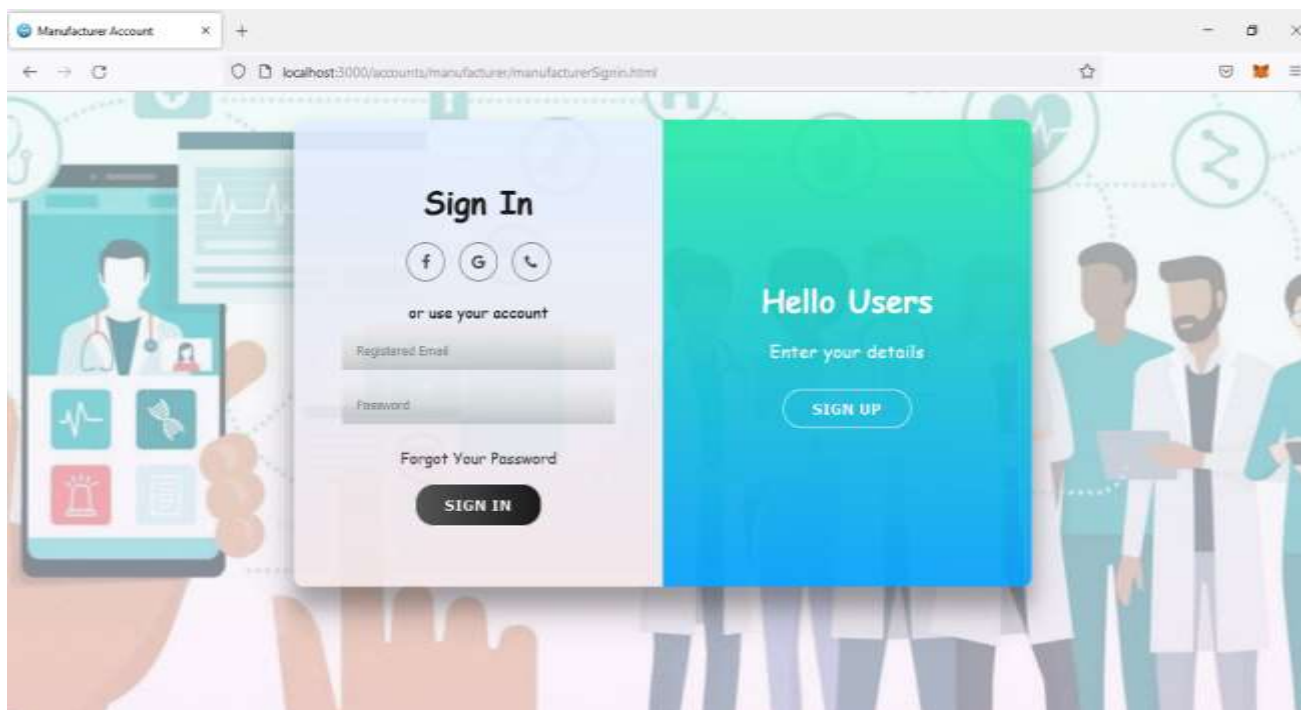 Manufacturer Account
localhost:3000/accounts/manufacturer/manufacturerSignin.html
Sign In
f G
or use your account
Registered Email
Password
Forgot Your Password
SIGN IN
Hello Users
Enter your details
SIGN UP